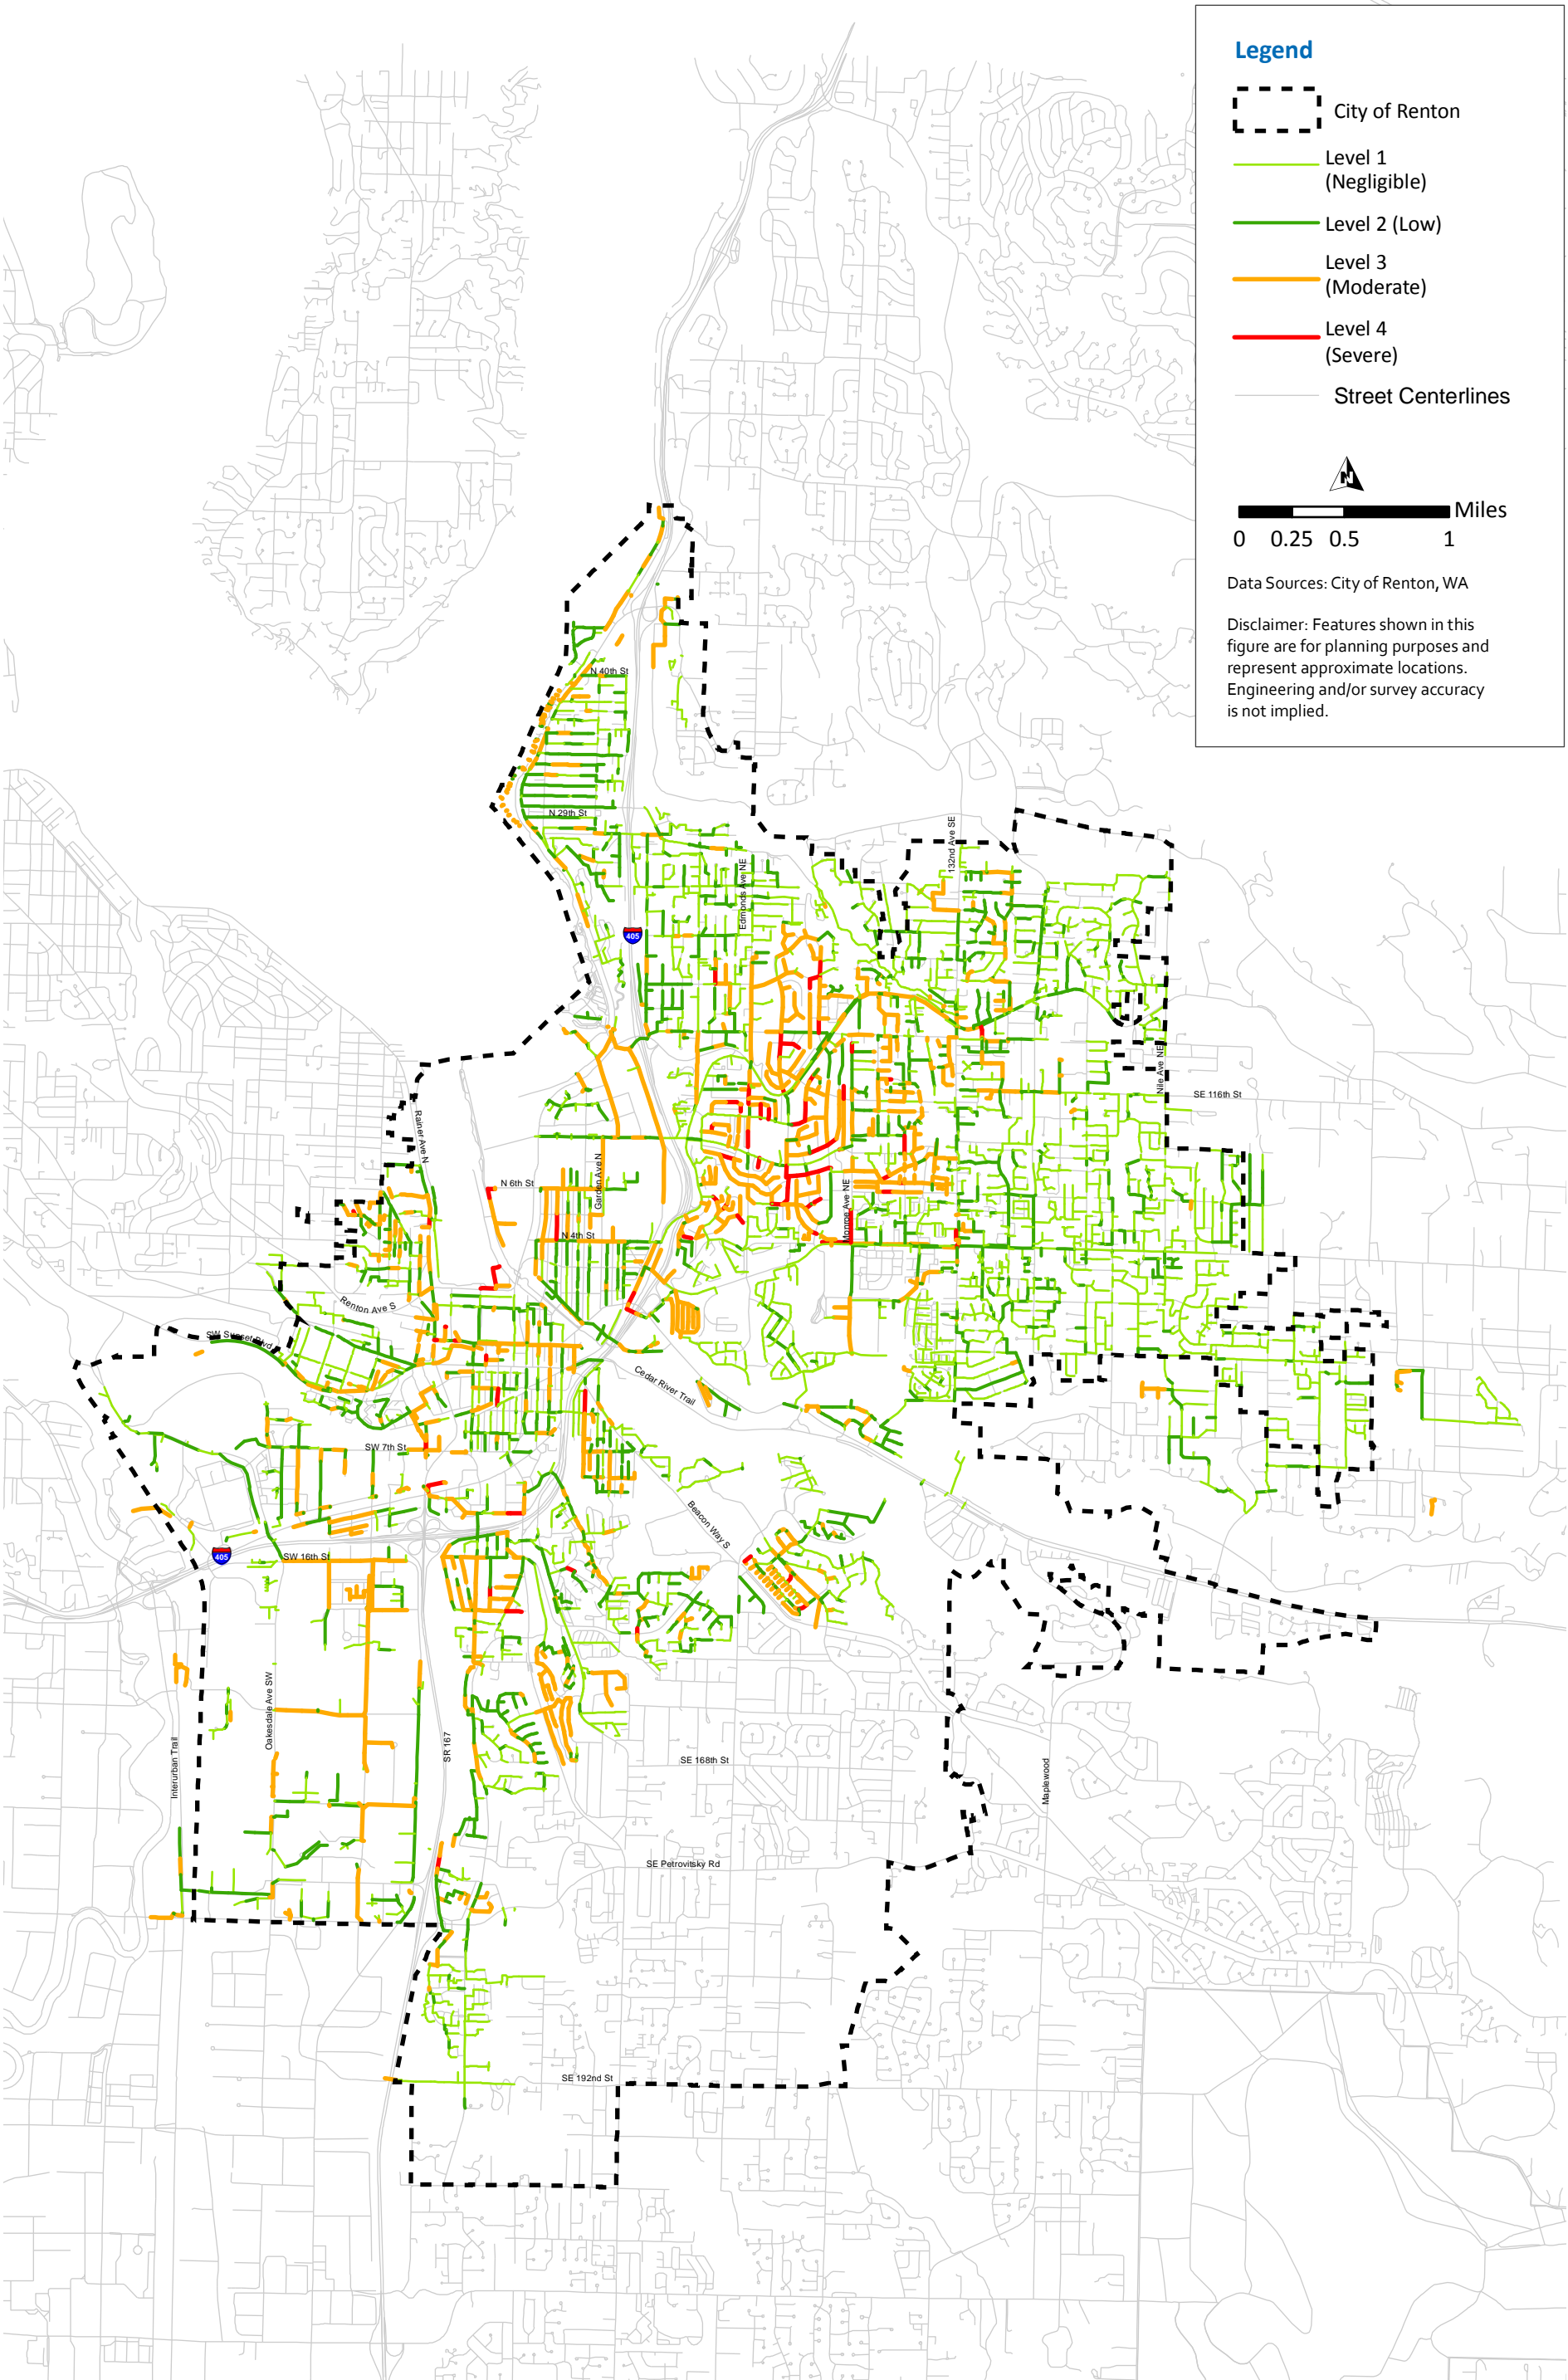 Legend
City of Renton
Level 1
(Negligible)
Level 2 (Low)
Level 3
(Moderate)
Level 4
(Severe)
Street Centerlines
N
Miles
0 0.25 0.5 1
Data Sources: City of Renton, WA
Disclaimer: Features shown in this
figure are for planning purposes and
represent approximate locations.
Engineering and/or survey accuracy
is not implied.
N 40th St
N 29th St
132nd Ave SE
Edmonds Ave NE
405
Nile Ave NE
SE 116th St
Rainer Ave N
Garden Ave N
N 6th St
Monroe Ave NE
N 4th St
Renton Ave S
SW Sunset Blvd
Cedar River Trail
SW 7th St
Beacon Way S
405
SW 16th St
Oakesdale Ave SW
Interurban Trail
SR 167
SE 168th St
Maplewood
SE Petrovitsky Rd
SE 192nd St